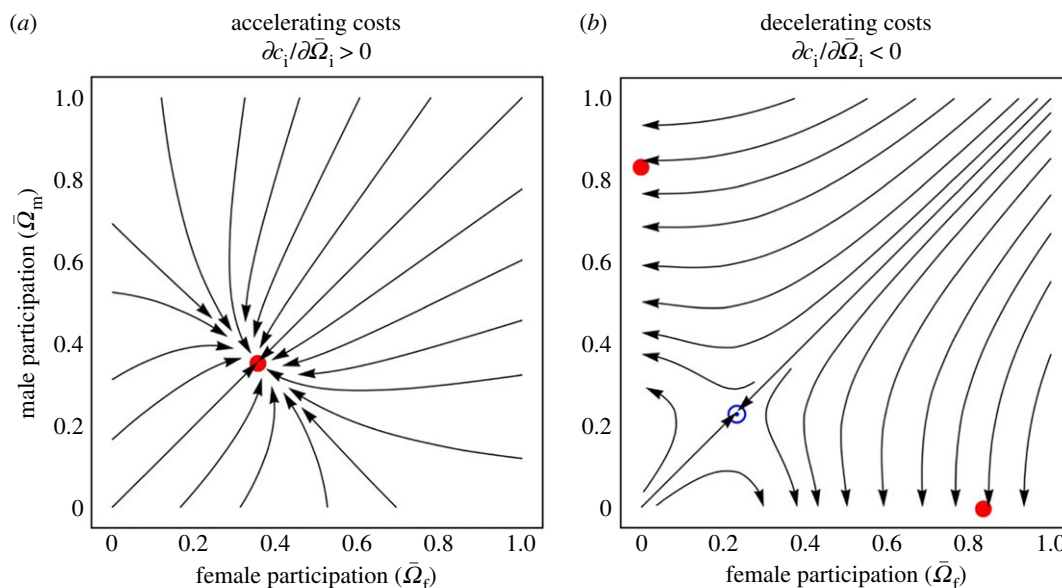 (a) accelerating costs
∂c_i/∂Ω̄_i > 0
(b) decelerating costs
∂c_i/∂Ω̄_i < 0
male participation (Ω̄_m)
1.0
0.8
0.6
0.4
0.2
0
0 0.2 0.4 0.6 0.8 1.0
female participation (Ω̄_f)
1.0
0.8
0.6
0.4
0.2
0
0 0.2 0.4 0.6 0.8 1.0
female participation (Ω̄_f)